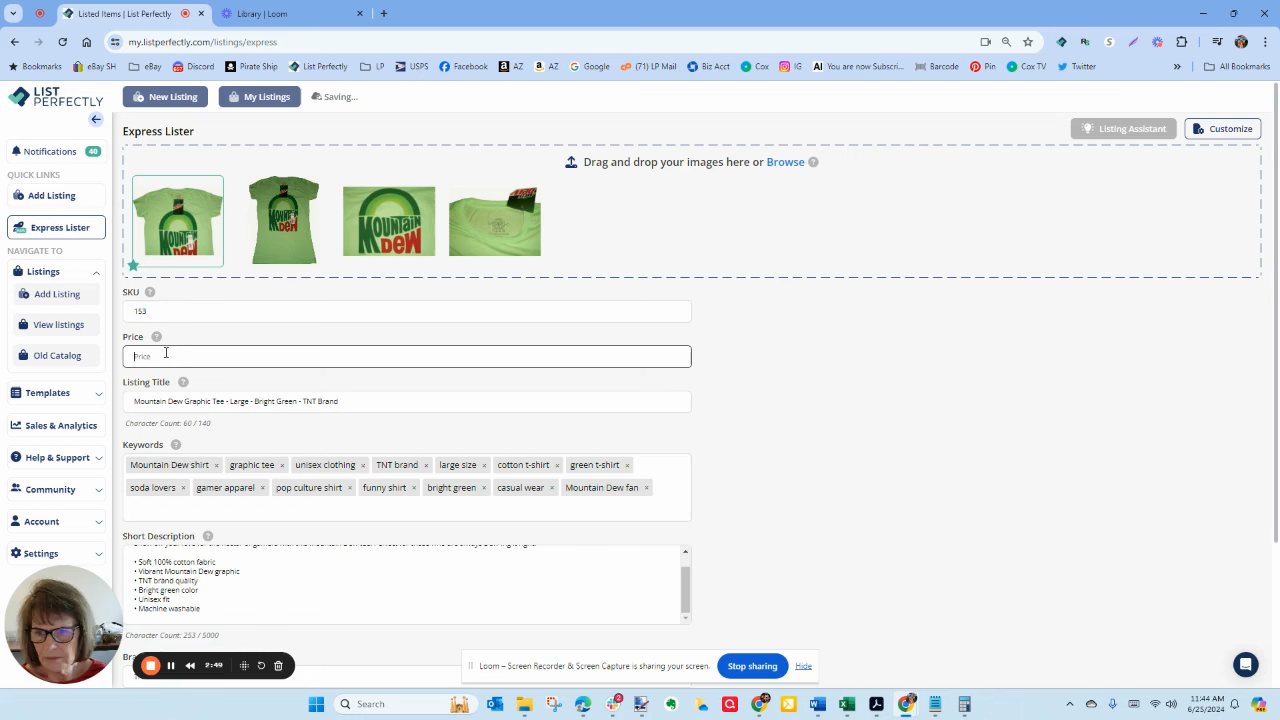 Listed Items | List Perfectly
Library | Loom
my.listperfectly.com/listings/express
Bookmarks
eBay SH
eBay
Discord
Pirate Ship
List Perfectly
LP
USPS
Facebook
AZ
AZ
Google
(71) LP Mail
Biz Acct
Cox
IG
You are now Subscri...
Barcode
Pin
Cox TV
Twitter
All Bookmarks
LIST PERFECTLY
New Listing
My Listings
Saving...
Express Lister
Listing Assistant
Customize
Notifications 40
QUICK LINKS
Add Listing
Express Lister
NAVIGATE TO
Listings
Add Listing
View listings
Old Catalog
Templates
Sales & Analytics
Help & Support
Community
Account
Settings
Drag and drop your images here or Browse
MOUNTAIN DEW
MOUNTAIN DEW
MOUNTAIN DEW
SKU
153
Price
Price
Listing Title
Mountain Dew Graphic Tee - Large - Bright Green - TNT Brand
Character Count: 60 / 140
Keywords
Mountain Dew shirt × graphic tee × unisex clothing × TNT brand × large size × cotton t-shirt × green t-shirt ×
soda lovers × gamer apparel × pop culture shirt × funny shirt × bright green × casual wear × Mountain Dew fan ×
Short Description
• Soft 100% cotton fabric
• Vibrant Mountain Dew graphic
• TNT brand quality
• Bright green color
• Unisex fit
• Machine washable
Character Count: 253 / 5000
2:49
Loom – Screen Recorder & Screen Capture is sharing your screen.
Stop sharing
Hide
Search
2
11:44 AM
6/25/2024